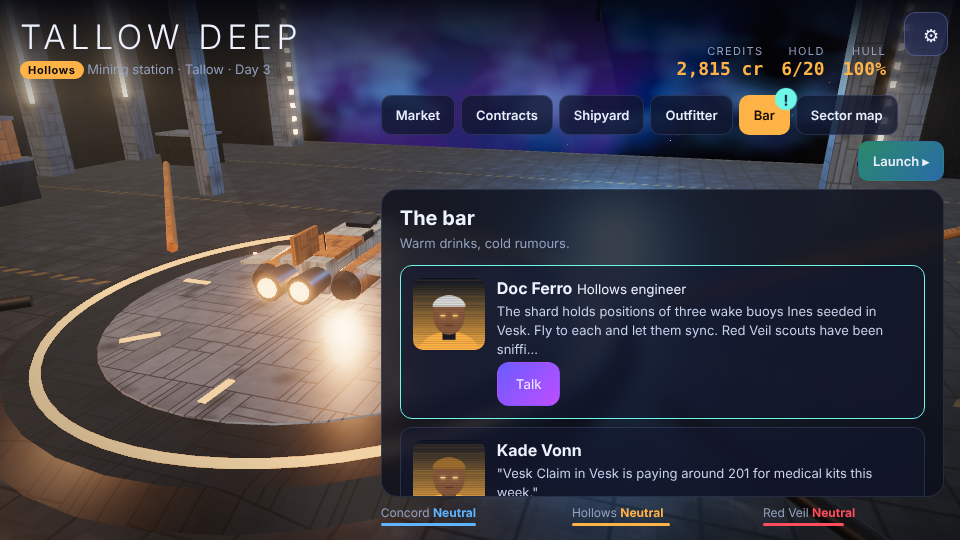 TALLOW DEEP
Hollows Mining station · Tallow · Day 3
CREDITS HOLD HULL
2,815 cr 6/20 100%
Market Contracts Shipyard Outfitter Bar ! Sector map
Launch ▸
The bar
Warm drinks, cold rumours.
Doc Ferro Hollows engineer
The shard holds positions of three wake buoys Ines seeded in
Vesk. Fly to each and let them sync. Red Veil scouts have been
sniffi...
Talk
Kade Vonn
"Vesk Claim in Vesk is paying around 201 for medical kits this
week."
Concord Neutral Hollows Neutral Red Veil Neutral